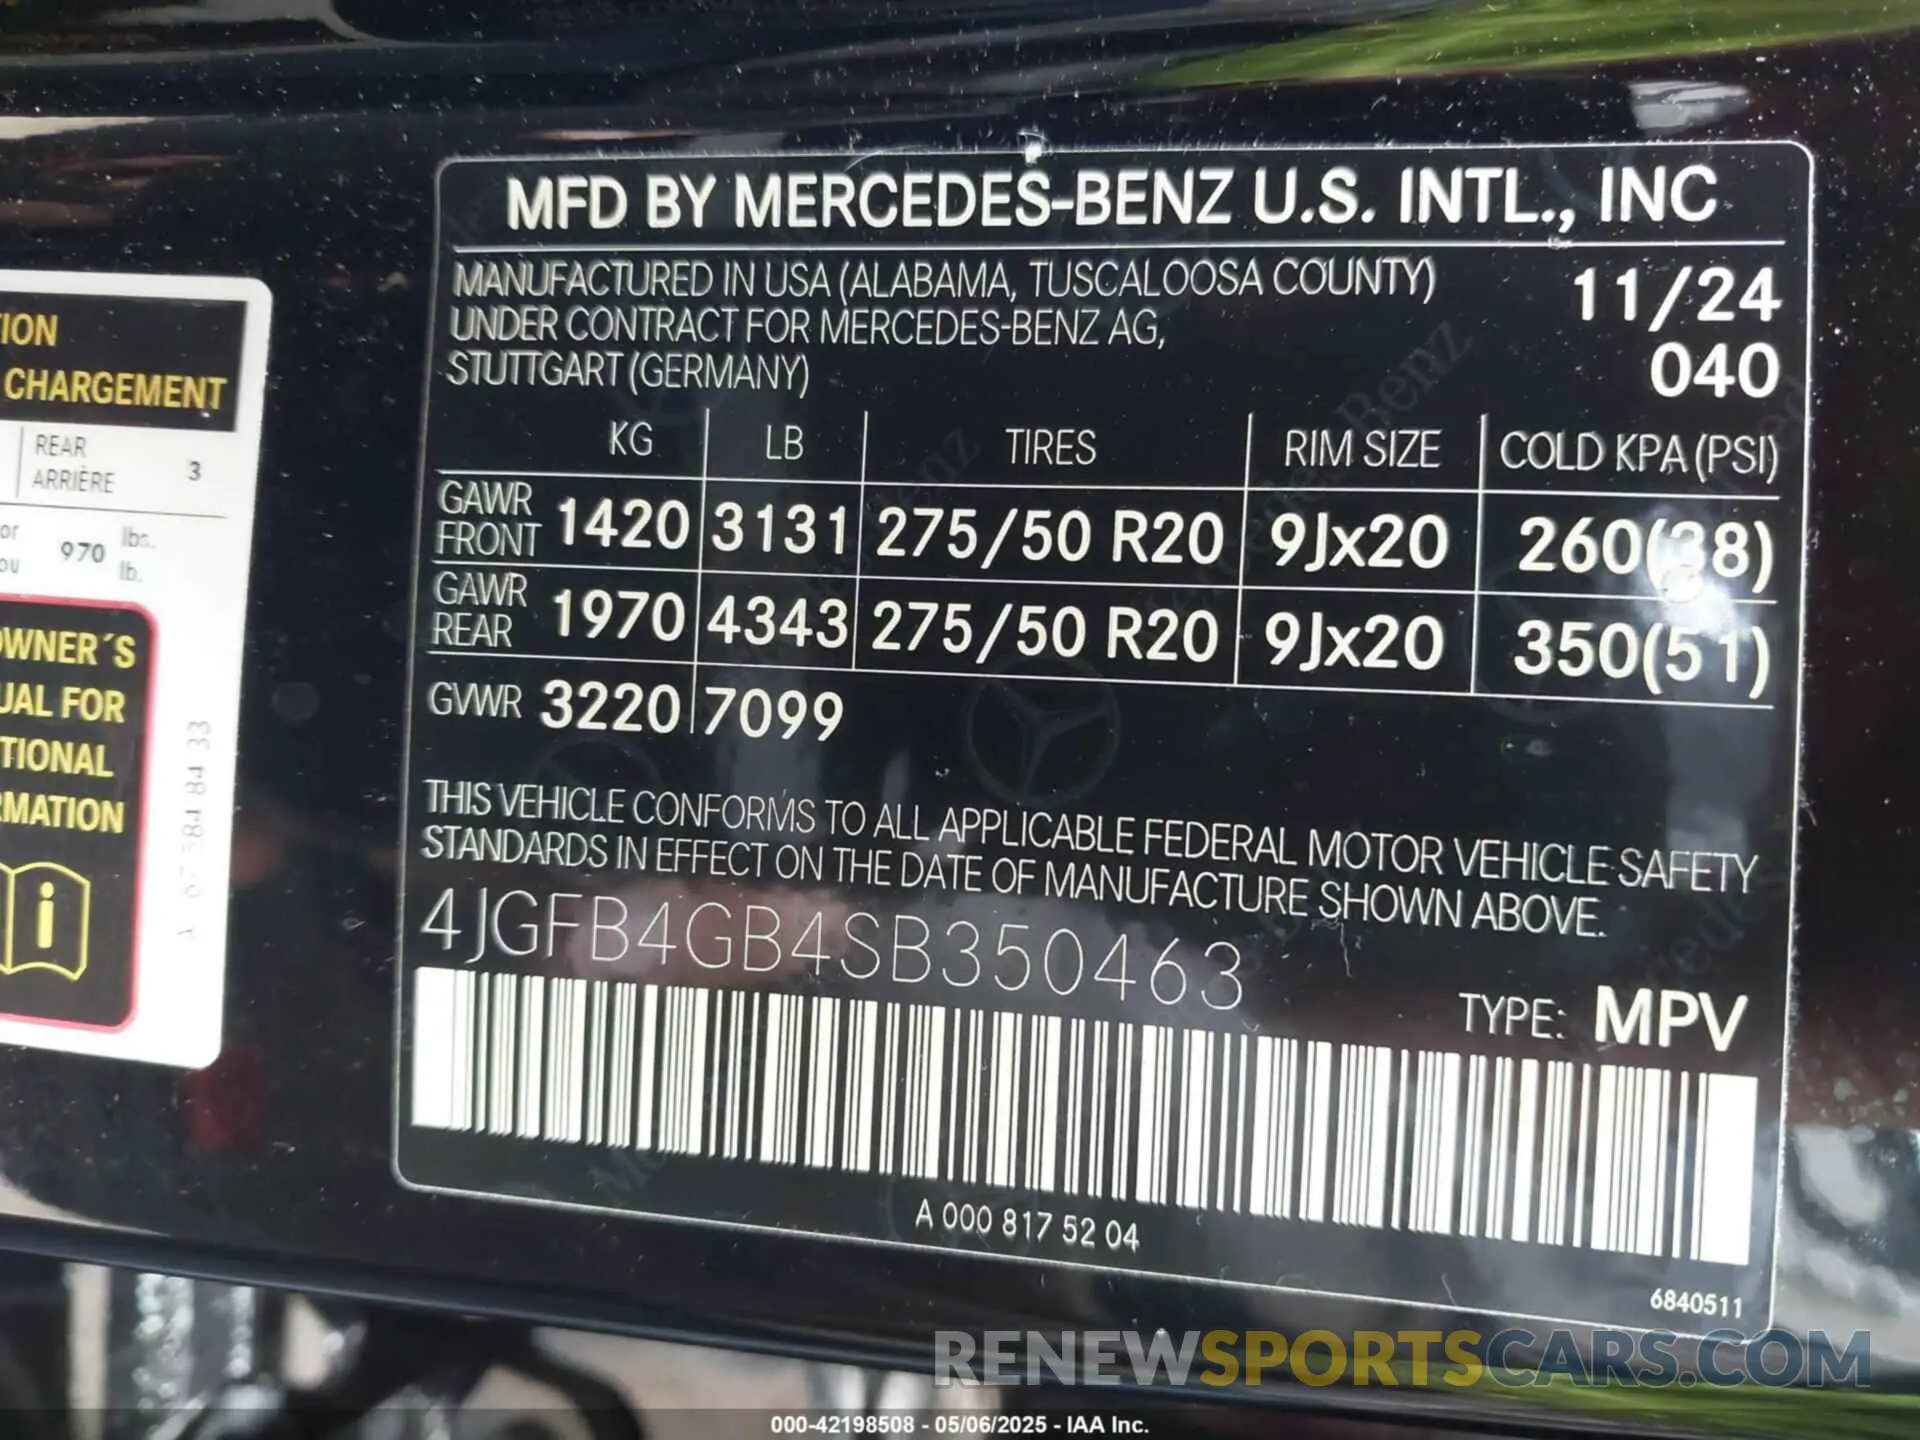 TION
CHARGEMENT
REAR
ARRIÈRE 3
or
ou 970 lbs.
lb.
OWNER´S
UAL FOR
TIONAL
RMATION
i
MFD BY MERCEDES-BENZ U.S. INTL., INC
MANUFACTURED IN USA (ALABAMA, TUSCALOOSA COUNTY) 11/24
UNDER CONTRACT FOR MERCEDES-BENZ AG,
STUTTGART (GERMANY) 040
KG LB TIRES RIM SIZE COLD KPA (PSI)
GAWR
FRONT 1420 3131 275/50 R20 9Jx20 260(38)
GAWR
REAR 1970 4343 275/50 R20 9Jx20 350(51)
GVWR 3220 7099
THIS VEHICLE CONFORMS TO ALL APPLICABLE FEDERAL MOTOR VEHICLE SAFETY
STANDARDS IN EFFECT ON THE DATE OF MANUFACTURE SHOWN ABOVE.
4JGFB4GB4SB350463
TYPE: MPV
A 000 817 52 04
6840511
RENEWSPORTSCARS.COM
000-42198508 - 05/06/2025 - IAA Inc.